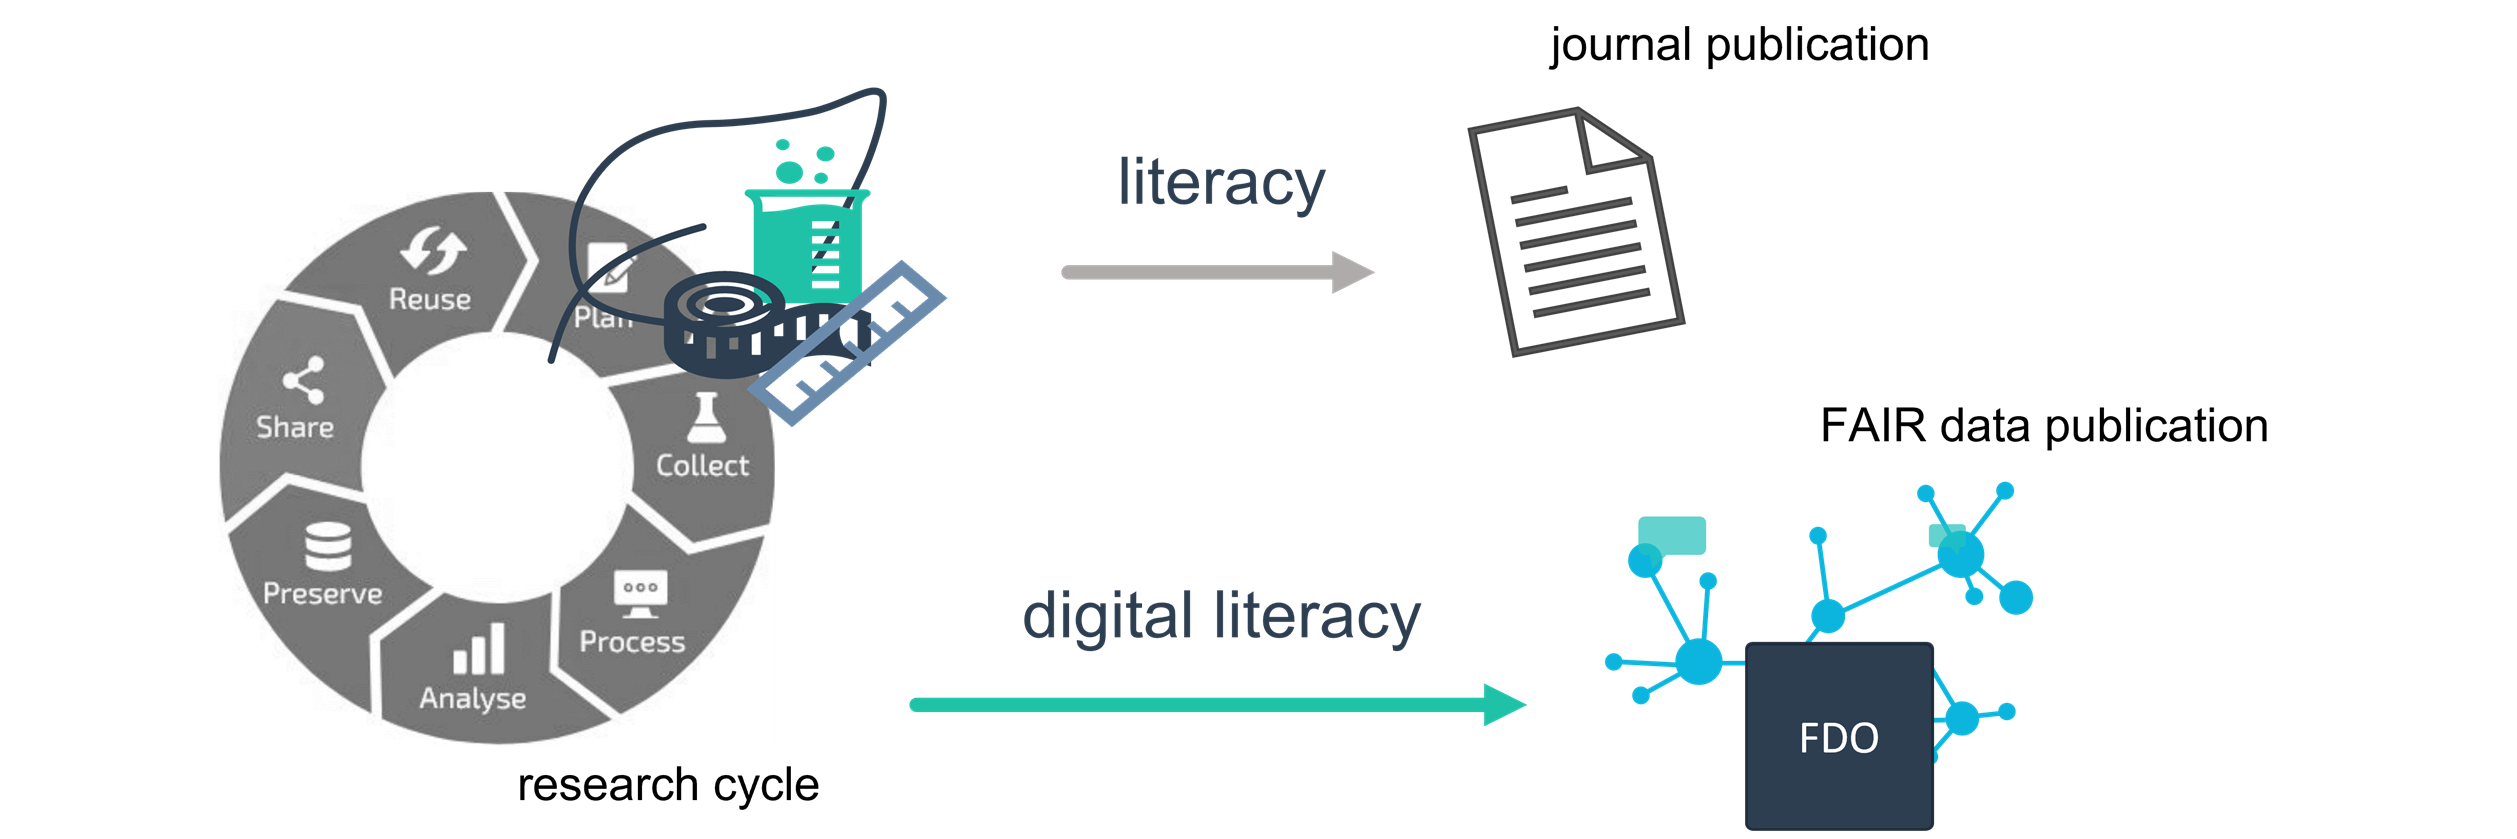 journal publication
literacy
Reuse
Plan
Share
Collect
FAIR data publication
Preserve
Process
Analyse
digital literacy
FDO
research cycle